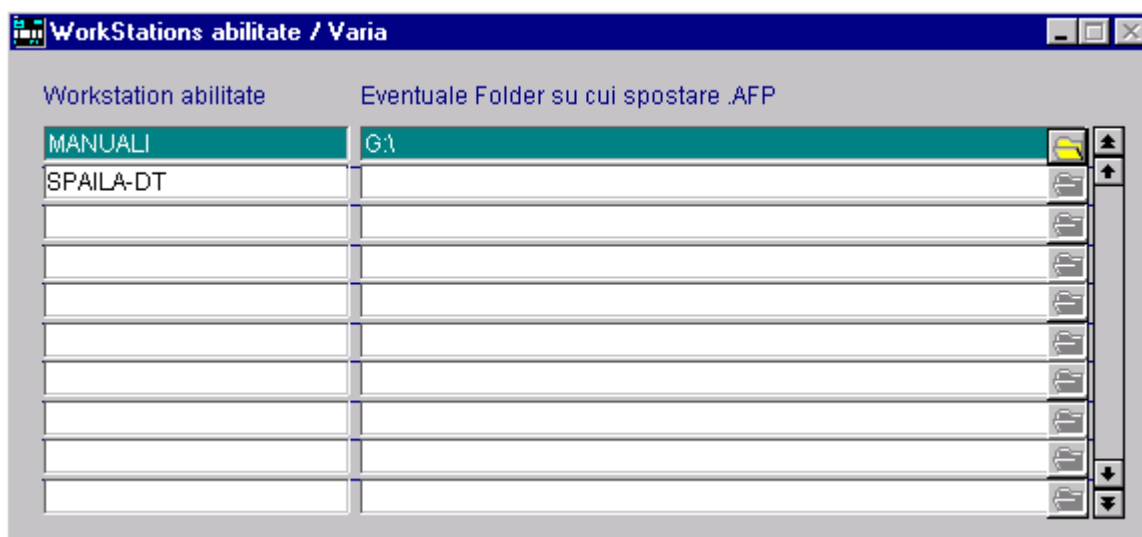 WorkStations abilitate / Varia
Workstation abilitate Eventuale Folder su cui spostare .AFP
MANUALI G:\
SPAILA-DT